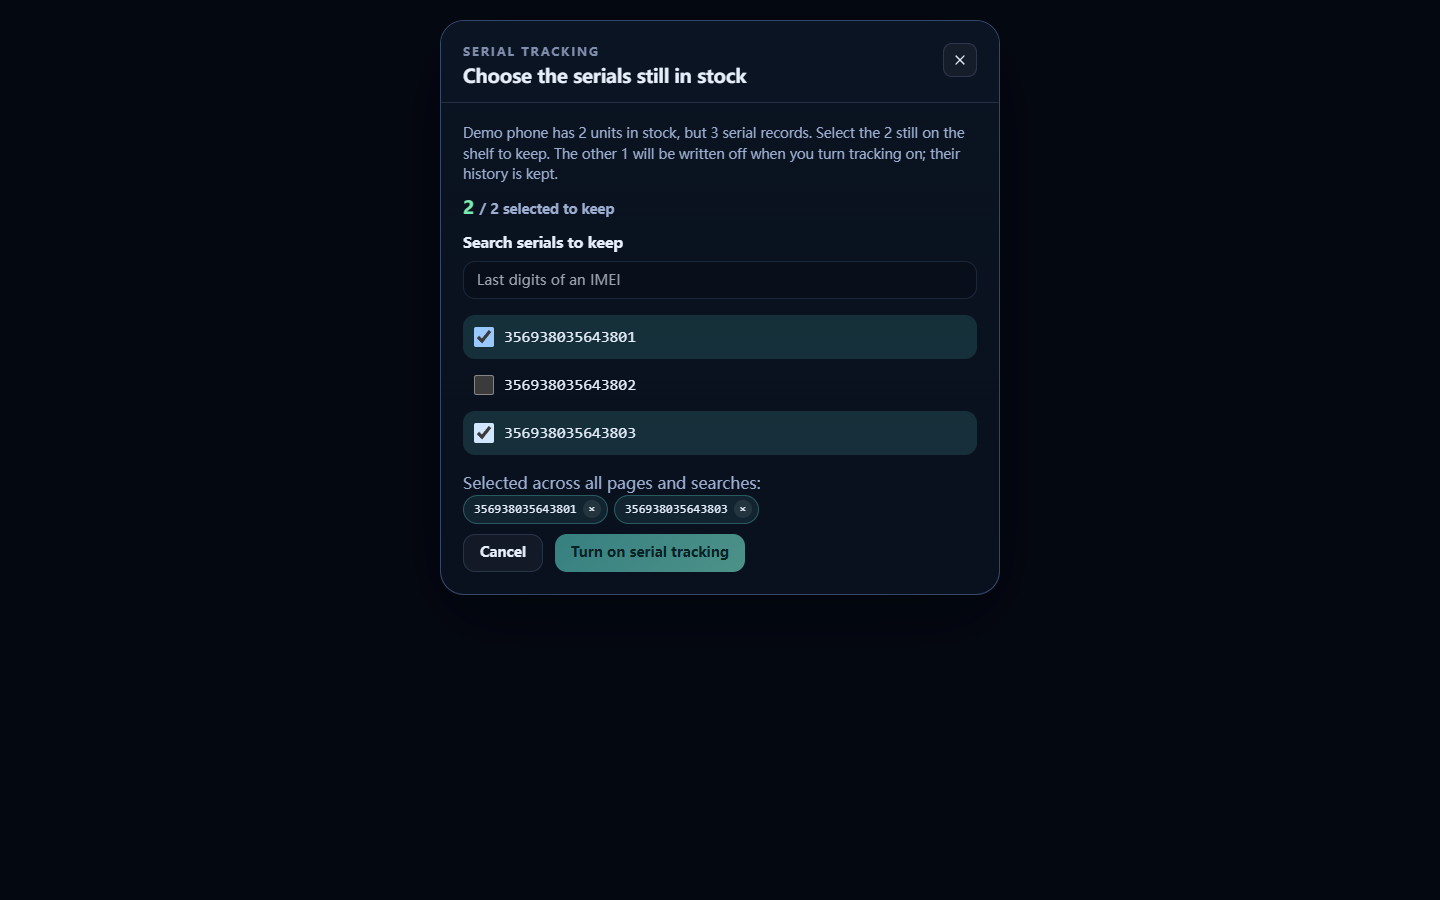 SERIAL TRACKING
Choose the serials still in stock
×
Demo phone has 2 units in stock, but 3 serial records. Select the 2 still on the
shelf to keep. The other 1 will be written off when you turn tracking on; their
history is kept.
2 / 2 selected to keep
Search serials to keep
Last digits of an IMEI
356938035643801
356938035643802
356938035643803
Selected across all pages and searches:
356938035643801 × 356938035643803 ×
Cancel Turn on serial tracking